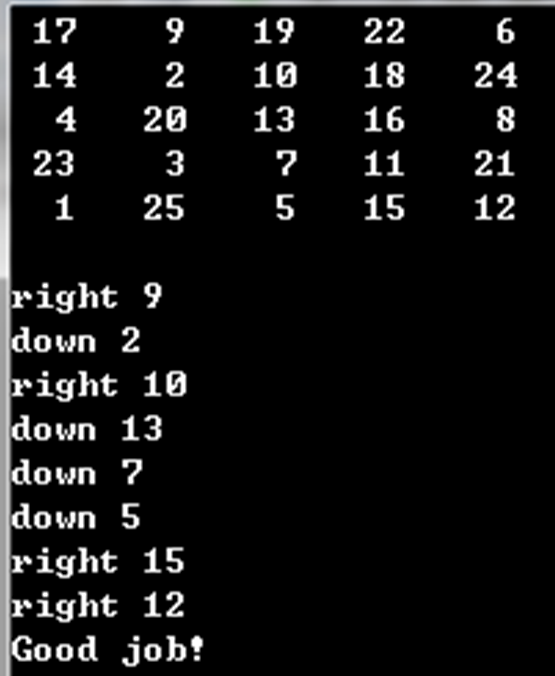 17 9 19 22 6
14 2 10 18 24
4 20 13 16 8
23 3 7 11 21
1 25 5 15 12
right 9
down 2
right 10
down 13
down 7
down 5
right 15
right 12
Good job!